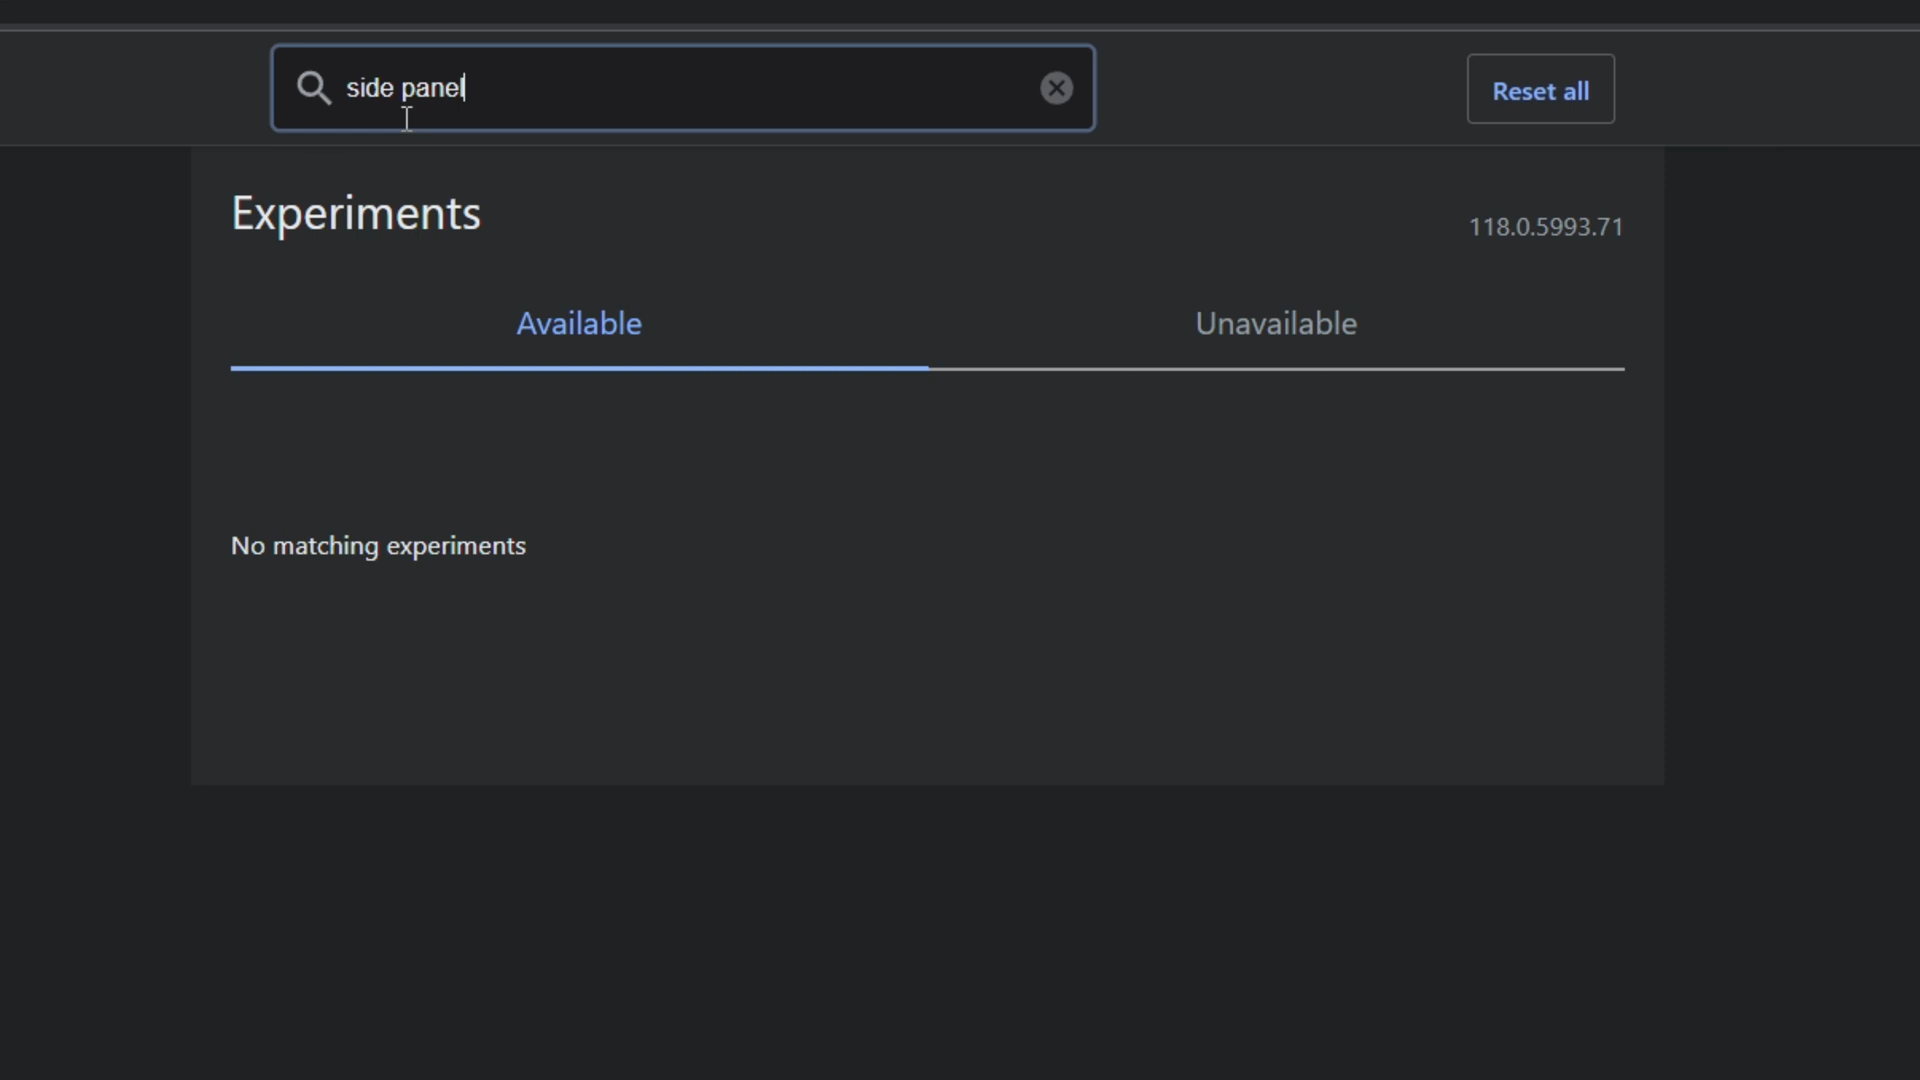 side panel
Reset all
Experiments
118.0.5993.71
Available
Unavailable
No matching experiments